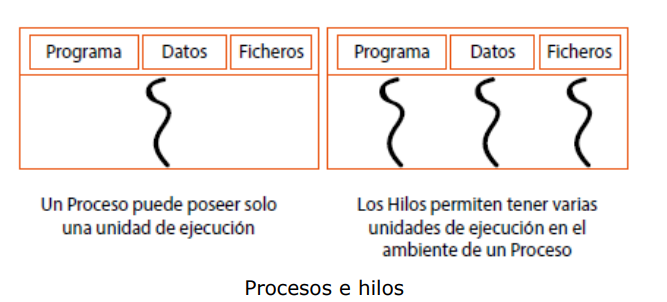 Programa Datos Ficheros
Programa Datos Ficheros
Un Proceso puede poseer solo
una unidad de ejecución
Los Hilos permiten tener varias
unidades de ejecución en el
ambiente de un Proceso
Procesos e hilos